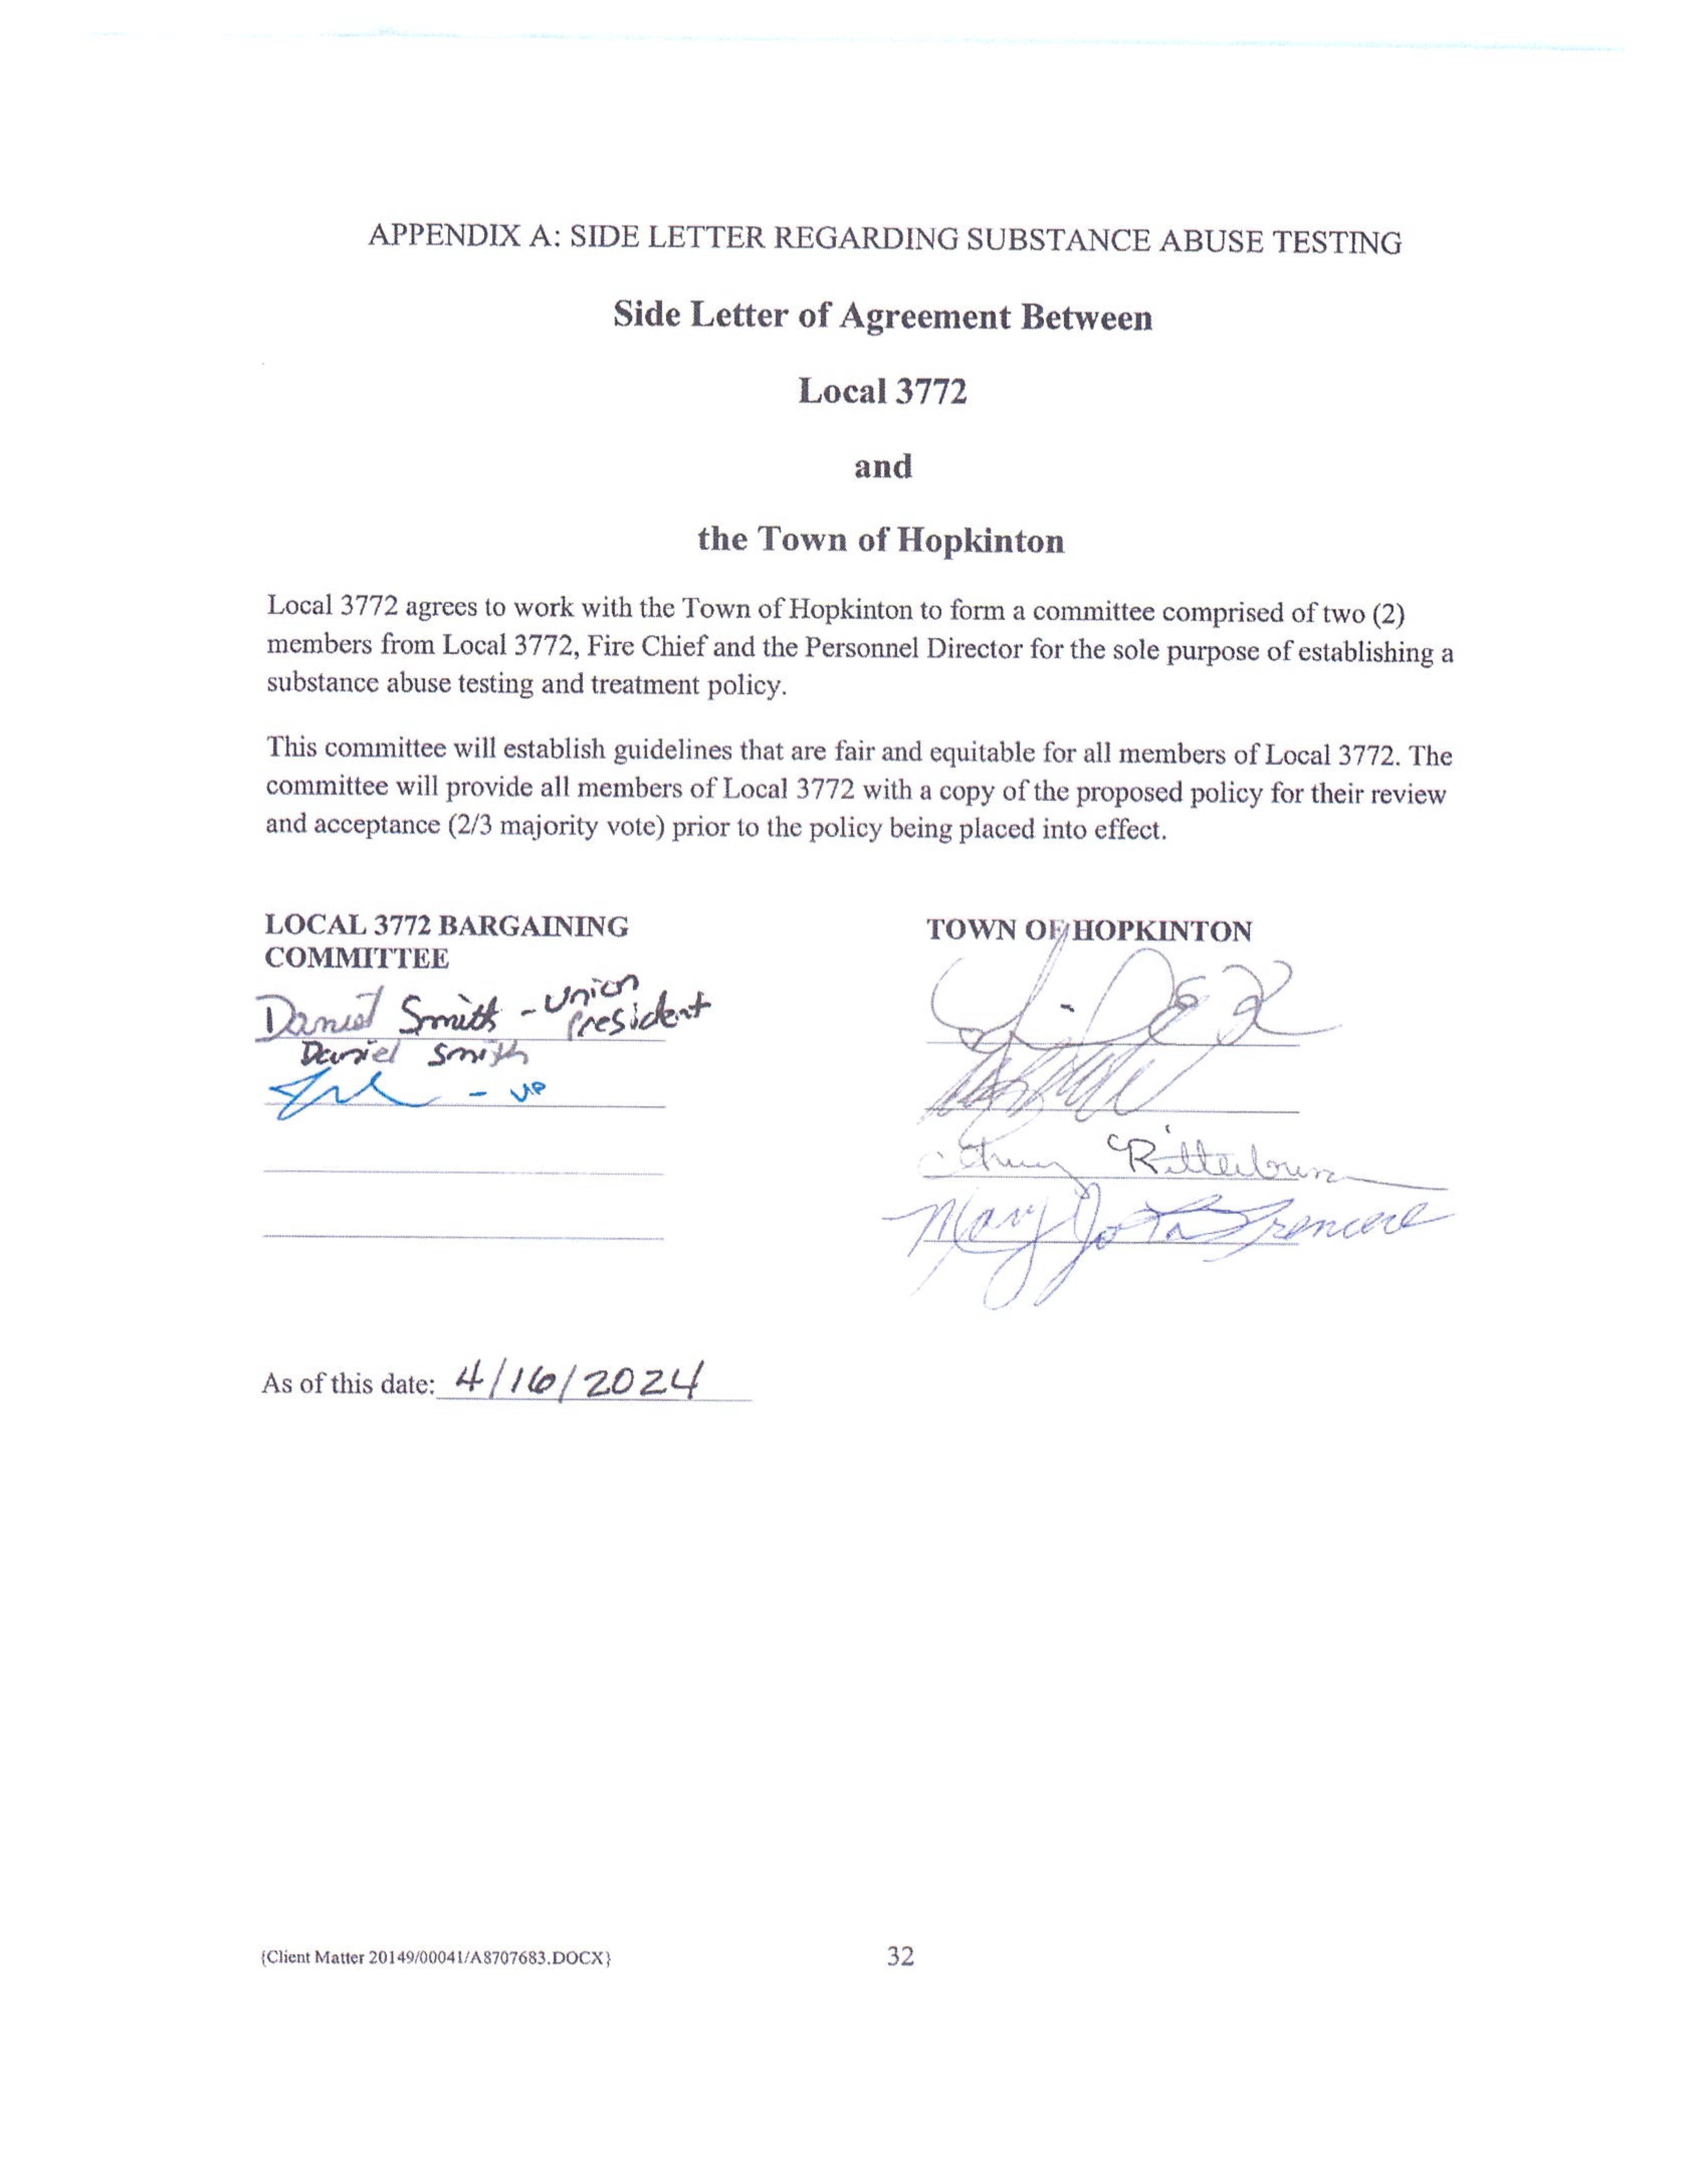 APPENDIX A: SIDE LETTER REGARDING SUBSTANCE ABUSE TESTING
Side Letter of Agreement Between
Local 3772
and
the Town of Hopkinton
Local 3772 agrees to work with the Town of Hopkinton to form a committee comprised of two (2)
members from Local 3772, Fire Chief and the Personnel Director for the sole purpose of establishing a
substance abuse testing and treatment policy.
This committee will establish guidelines that are fair and equitable for all members of Local 3772. The
committee will provide all members of Local 3772 with a copy of the proposed policy for their review
and acceptance (2/3 majority vote) prior to the policy being placed into effect.
LOCAL 3772 BARGAINING
COMMITTEE
Daniel Smith - Union
President
Daniel Smith
- VP
TOWN OF HOPKINTON
Mary Jo
As of this date: 4/16/2024
{Client Matter 20149/00041/A8707683.DOCX}
32